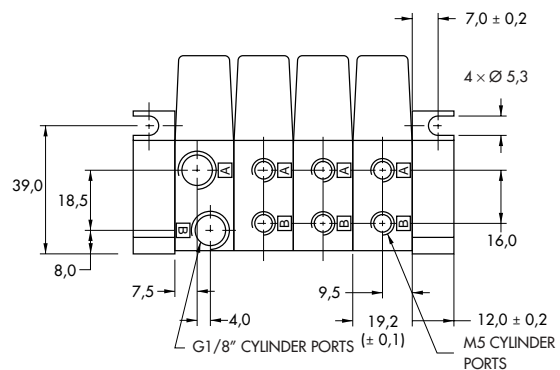 7,0 ± 0,2
4 × Ø 5,3
39,0
18,5
8,0
A
A
A
A
B
B
B
B
16,0
7,5
4,0
9,5
19,2
(± 0,1)
12,0 ± 0,2
G1/8” CYLINDER PORTS
M5 CYLINDER
PORTS